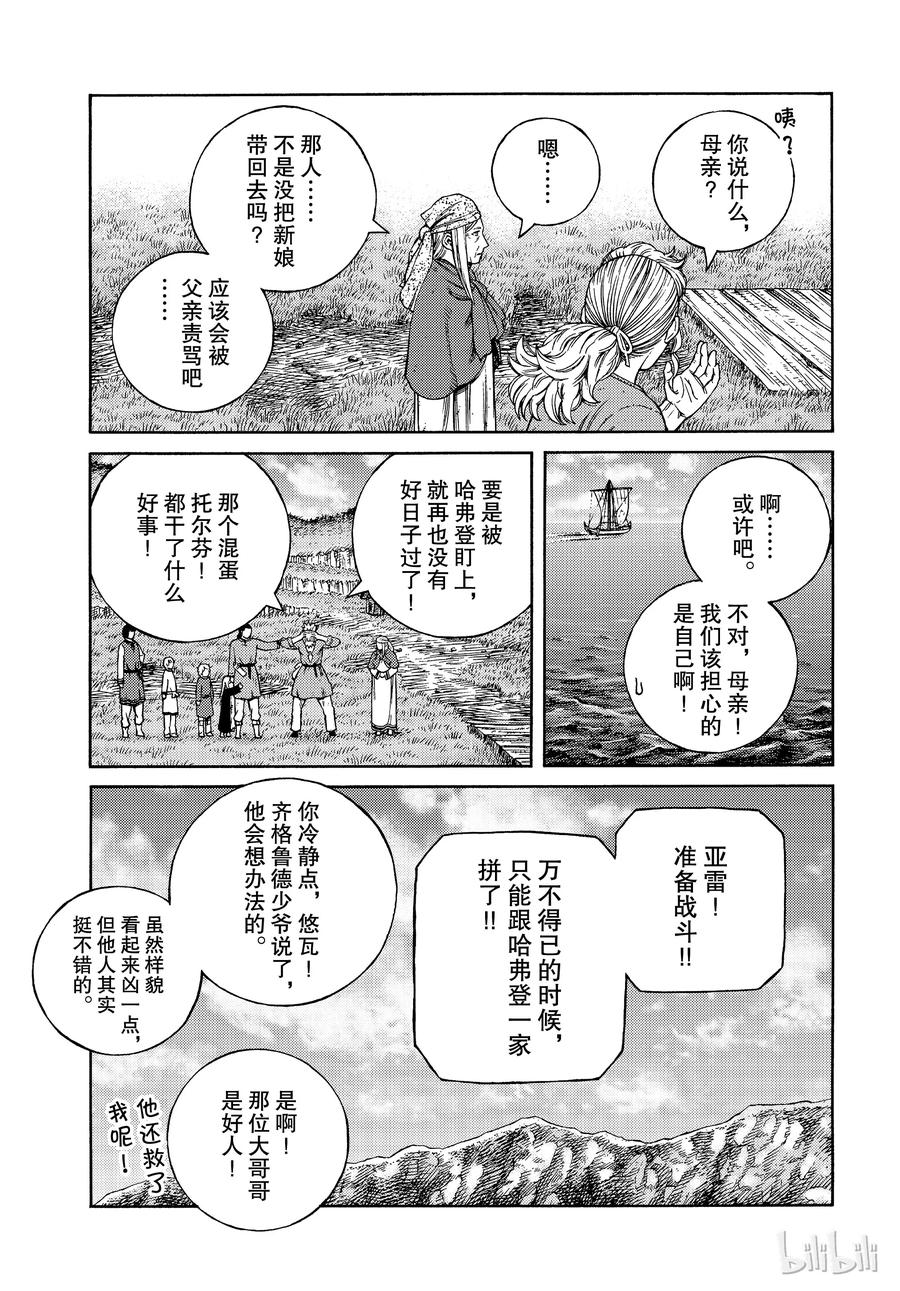 咦？
你说什么，
母亲？
嗯
……
那人……
不是没把新娘
带回去吗？
应该会被
父亲责骂吧
……
啊……
或许吧。
不对，母亲！
我们该担心的
是自己啊！
要是被
哈弗登盯上，
就再也没有
好日子过了！
那个混蛋
托尔芬！
都干了什么
好事！
亚雷！
准备战斗！！
万不得已的时候，
只能跟哈弗登一家
拼了！！
你冷静点，悠瓦！
齐格鲁德少爷说了，
他会想办法的。
虽然样貌
看起来凶一点，
但他人其实
挺不错的。
是啊！
那位大哥哥
是好人！
他还救了
我呢！
bilibili